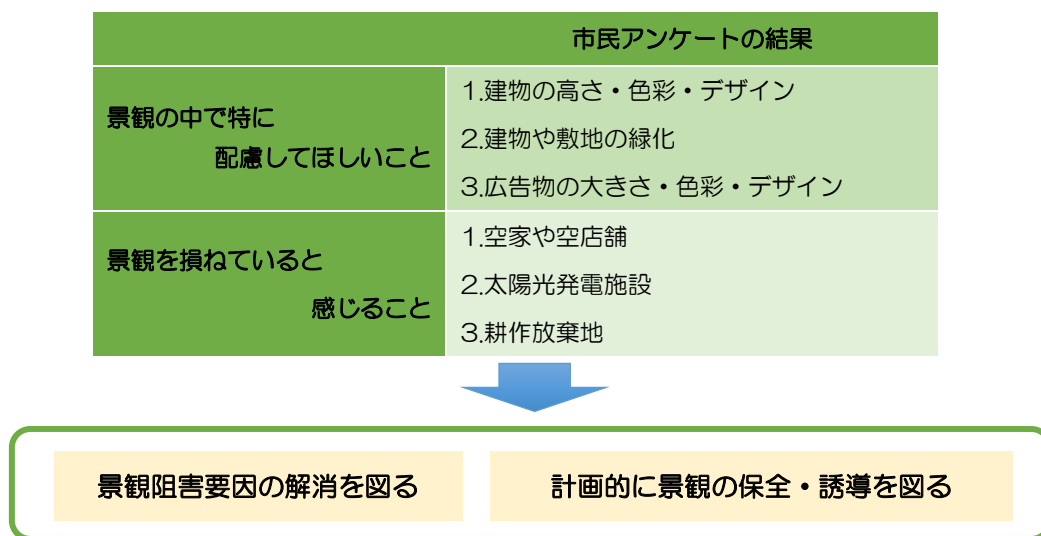 市民アンケートの結果
景観の中で特に
配慮してほしいこと
1.建物の高さ・色彩・デザイン
2.建物や敷地の緑化
3.広告物の大きさ・色彩・デザイン
景観を損ねていると
感じること
1.空家や空店舗
2.太陽光発電施設
3.耕作放棄地
景観阻害要因の解消を図る
計画的に景観の保全・誘導を図る